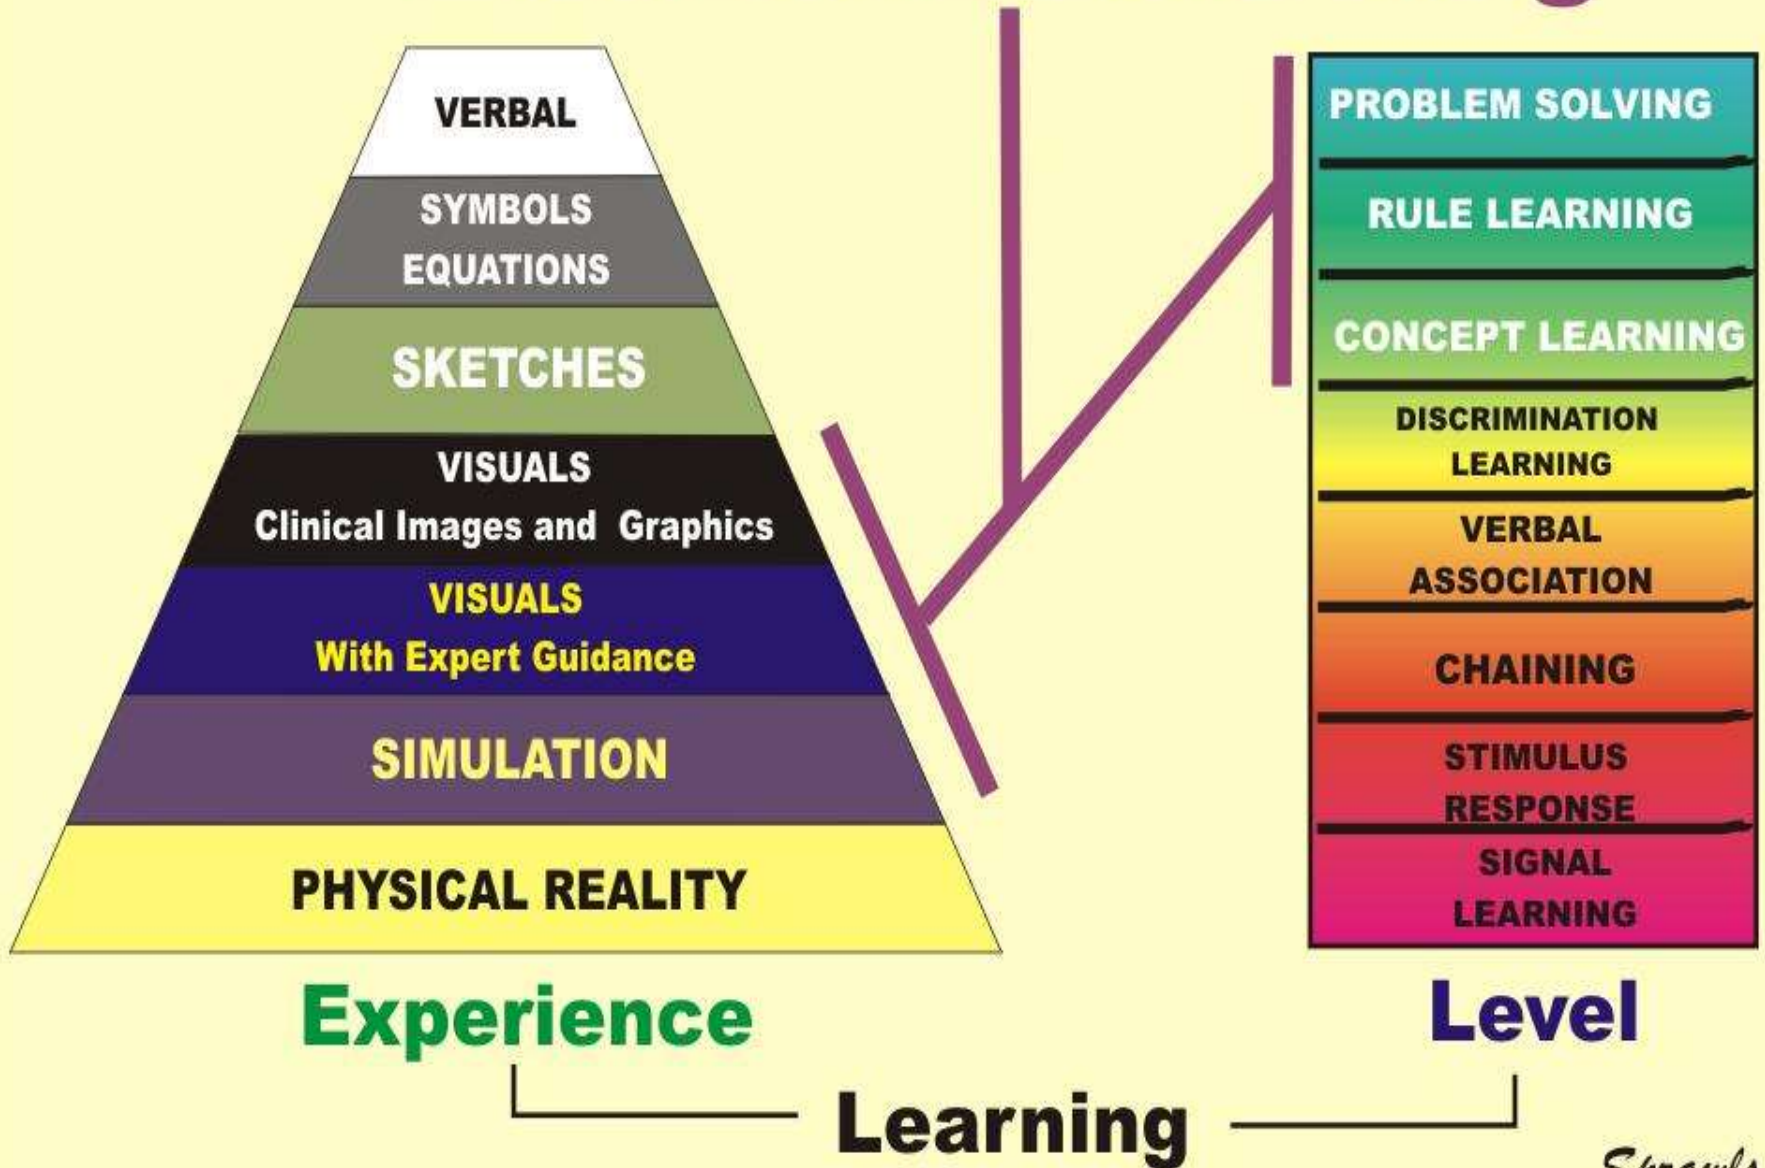 VERBAL
SYMBOLS
EQUATIONS
SKETCHES
VISUALS
Clinical Images and Graphics
VISUALS
With Expert Guidance
SIMULATION
PHYSICAL REALITY
Experience
PROBLEM SOLVING
RULE LEARNING
CONCEPT LEARNING
DISCRIMINATION
LEARNING
VERBAL
ASSOCIATION
CHAINING
STIMULUS
RESPONSE
SIGNAL
LEARNING
Level
Learning